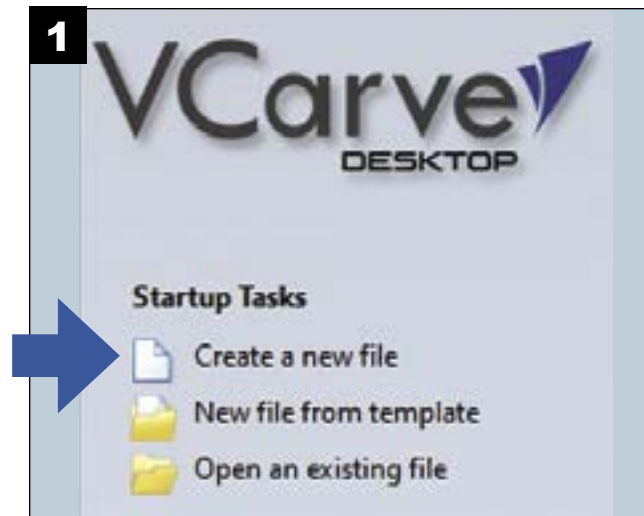 1
VCarve
DESKTOP
Startup Tasks
Create a new file
New file from template
Open an existing file